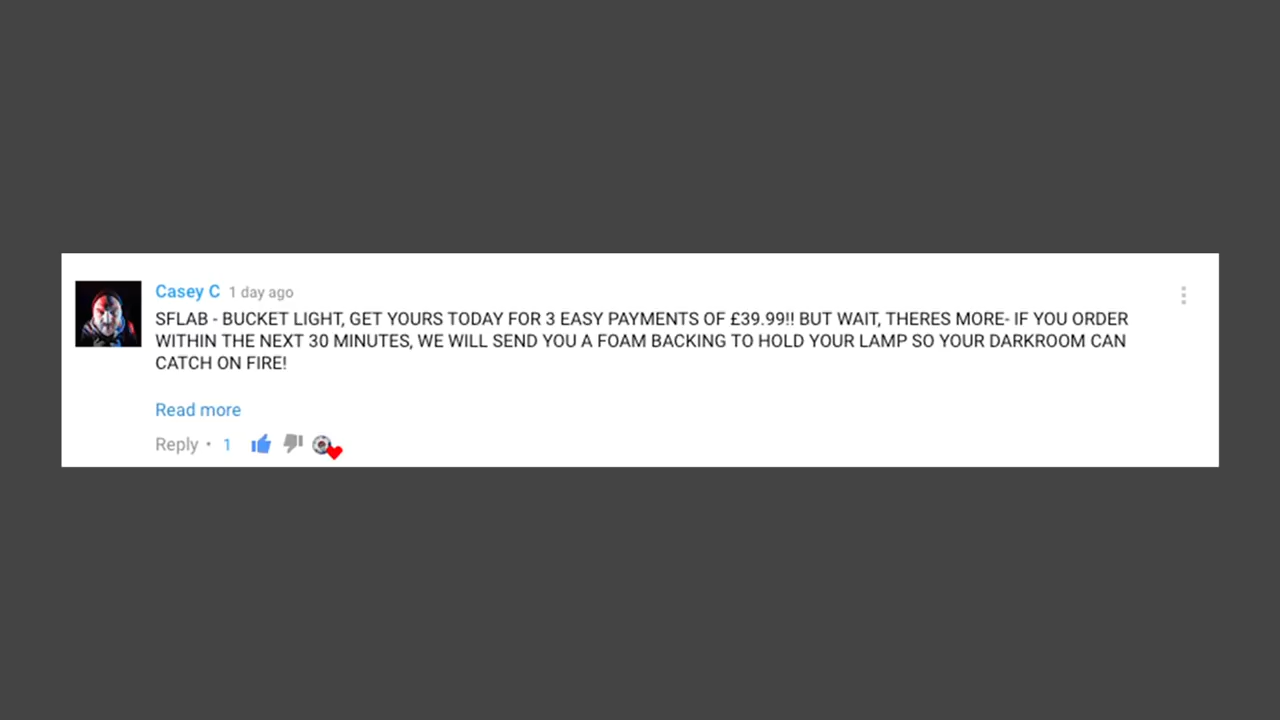 Casey C 1 day ago
SFLAB - BUCKET LIGHT, GET YOURS TODAY FOR 3 EASY PAYMENTS OF £39.99!! BUT WAIT, THERES MORE- IF YOU ORDER
WITHIN THE NEXT 30 MINUTES, WE WILL SEND YOU A FOAM BACKING TO HOLD YOUR LAMP SO YOUR DARKROOM CAN
CATCH ON FIRE!
Read more
Reply • 1